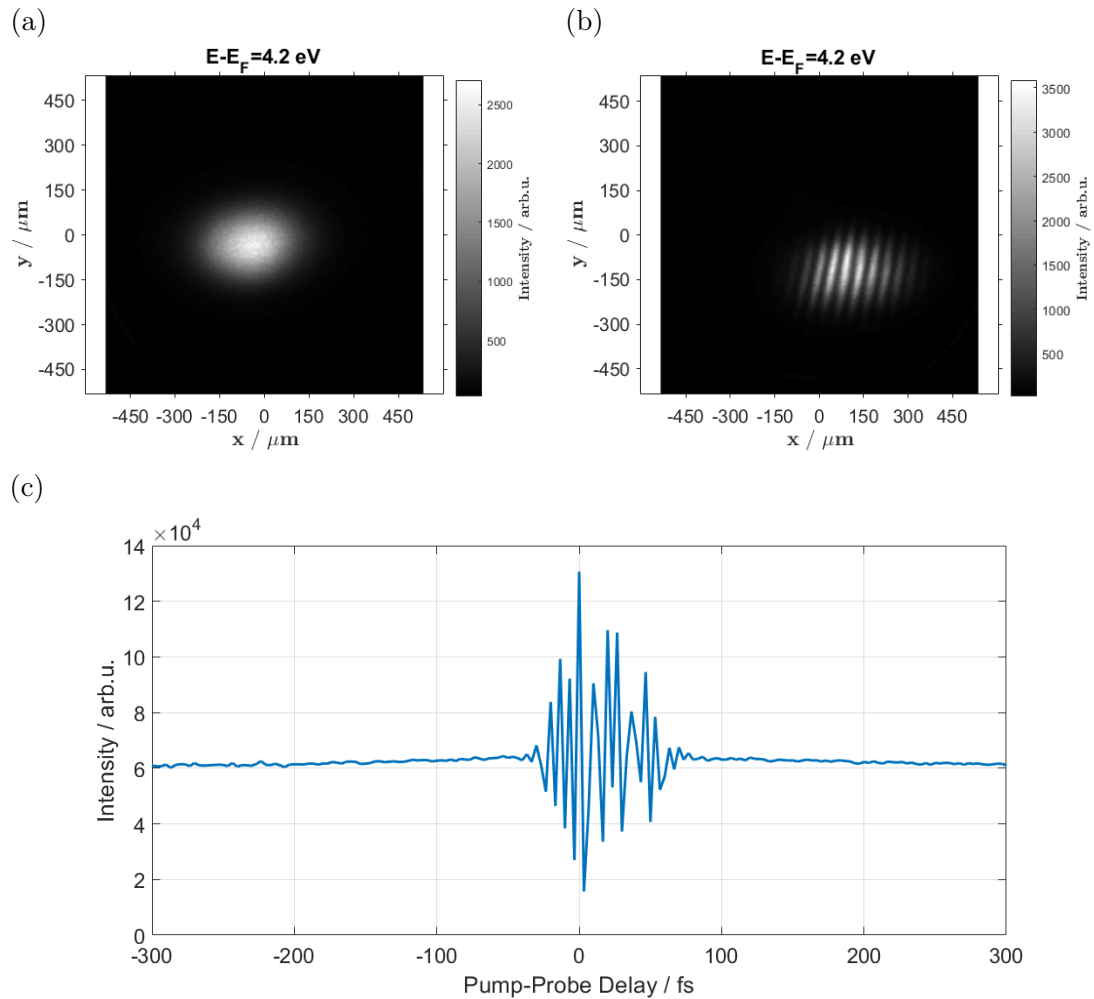 (a)
E-E_F=4.2 eV
450
300
150
0
-150
-300
-450
y / μm
-450 -300 -150 0 150 300 450
x / μm
2500
2000
1500
1000
500
Intensity / arb.u.
(b)
E-E_F=4.2 eV
450
300
150
0
-150
-300
-450
y / μm
-450 -300 -150 0 150 300 450
x / μm
3500
3000
2500
2000
1500
1000
500
Intensity / arb.u.
(c)
×10⁴
14
12
10
8
6
4
2
0
Intensity / arb.u.
-300 -200 -100 0 100 200 300
Pump-Probe Delay / fs